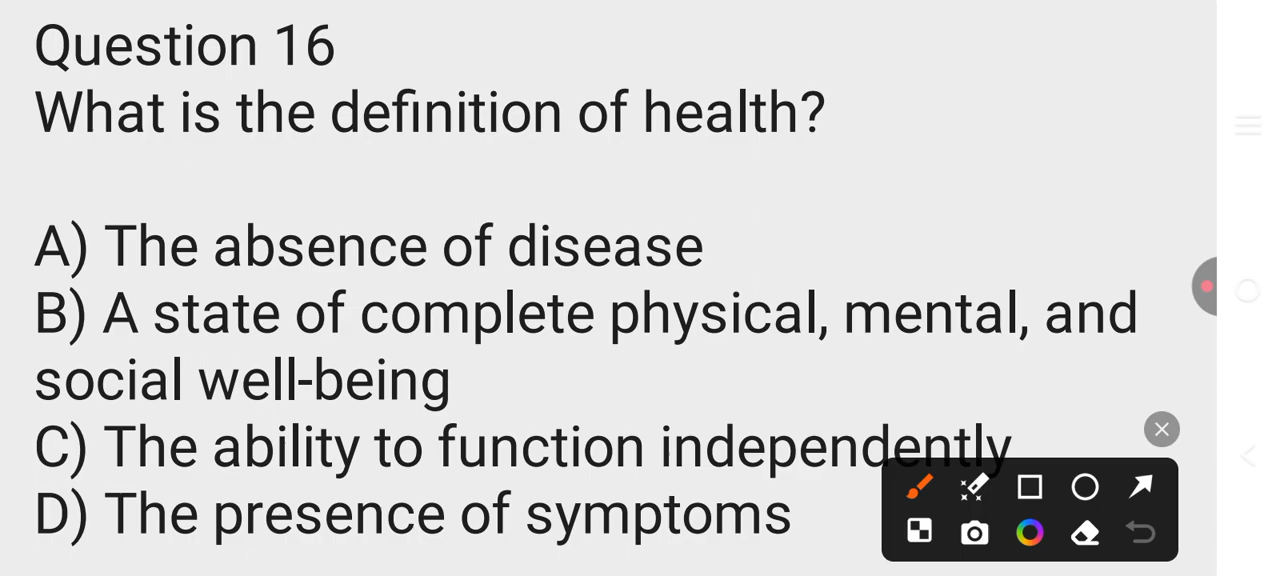 Question 16
What is the definition of health?
A) The absence of disease
B) A state of complete physical, mental, and
social well-being
C) The ability to function independently
D) The presence of symptoms